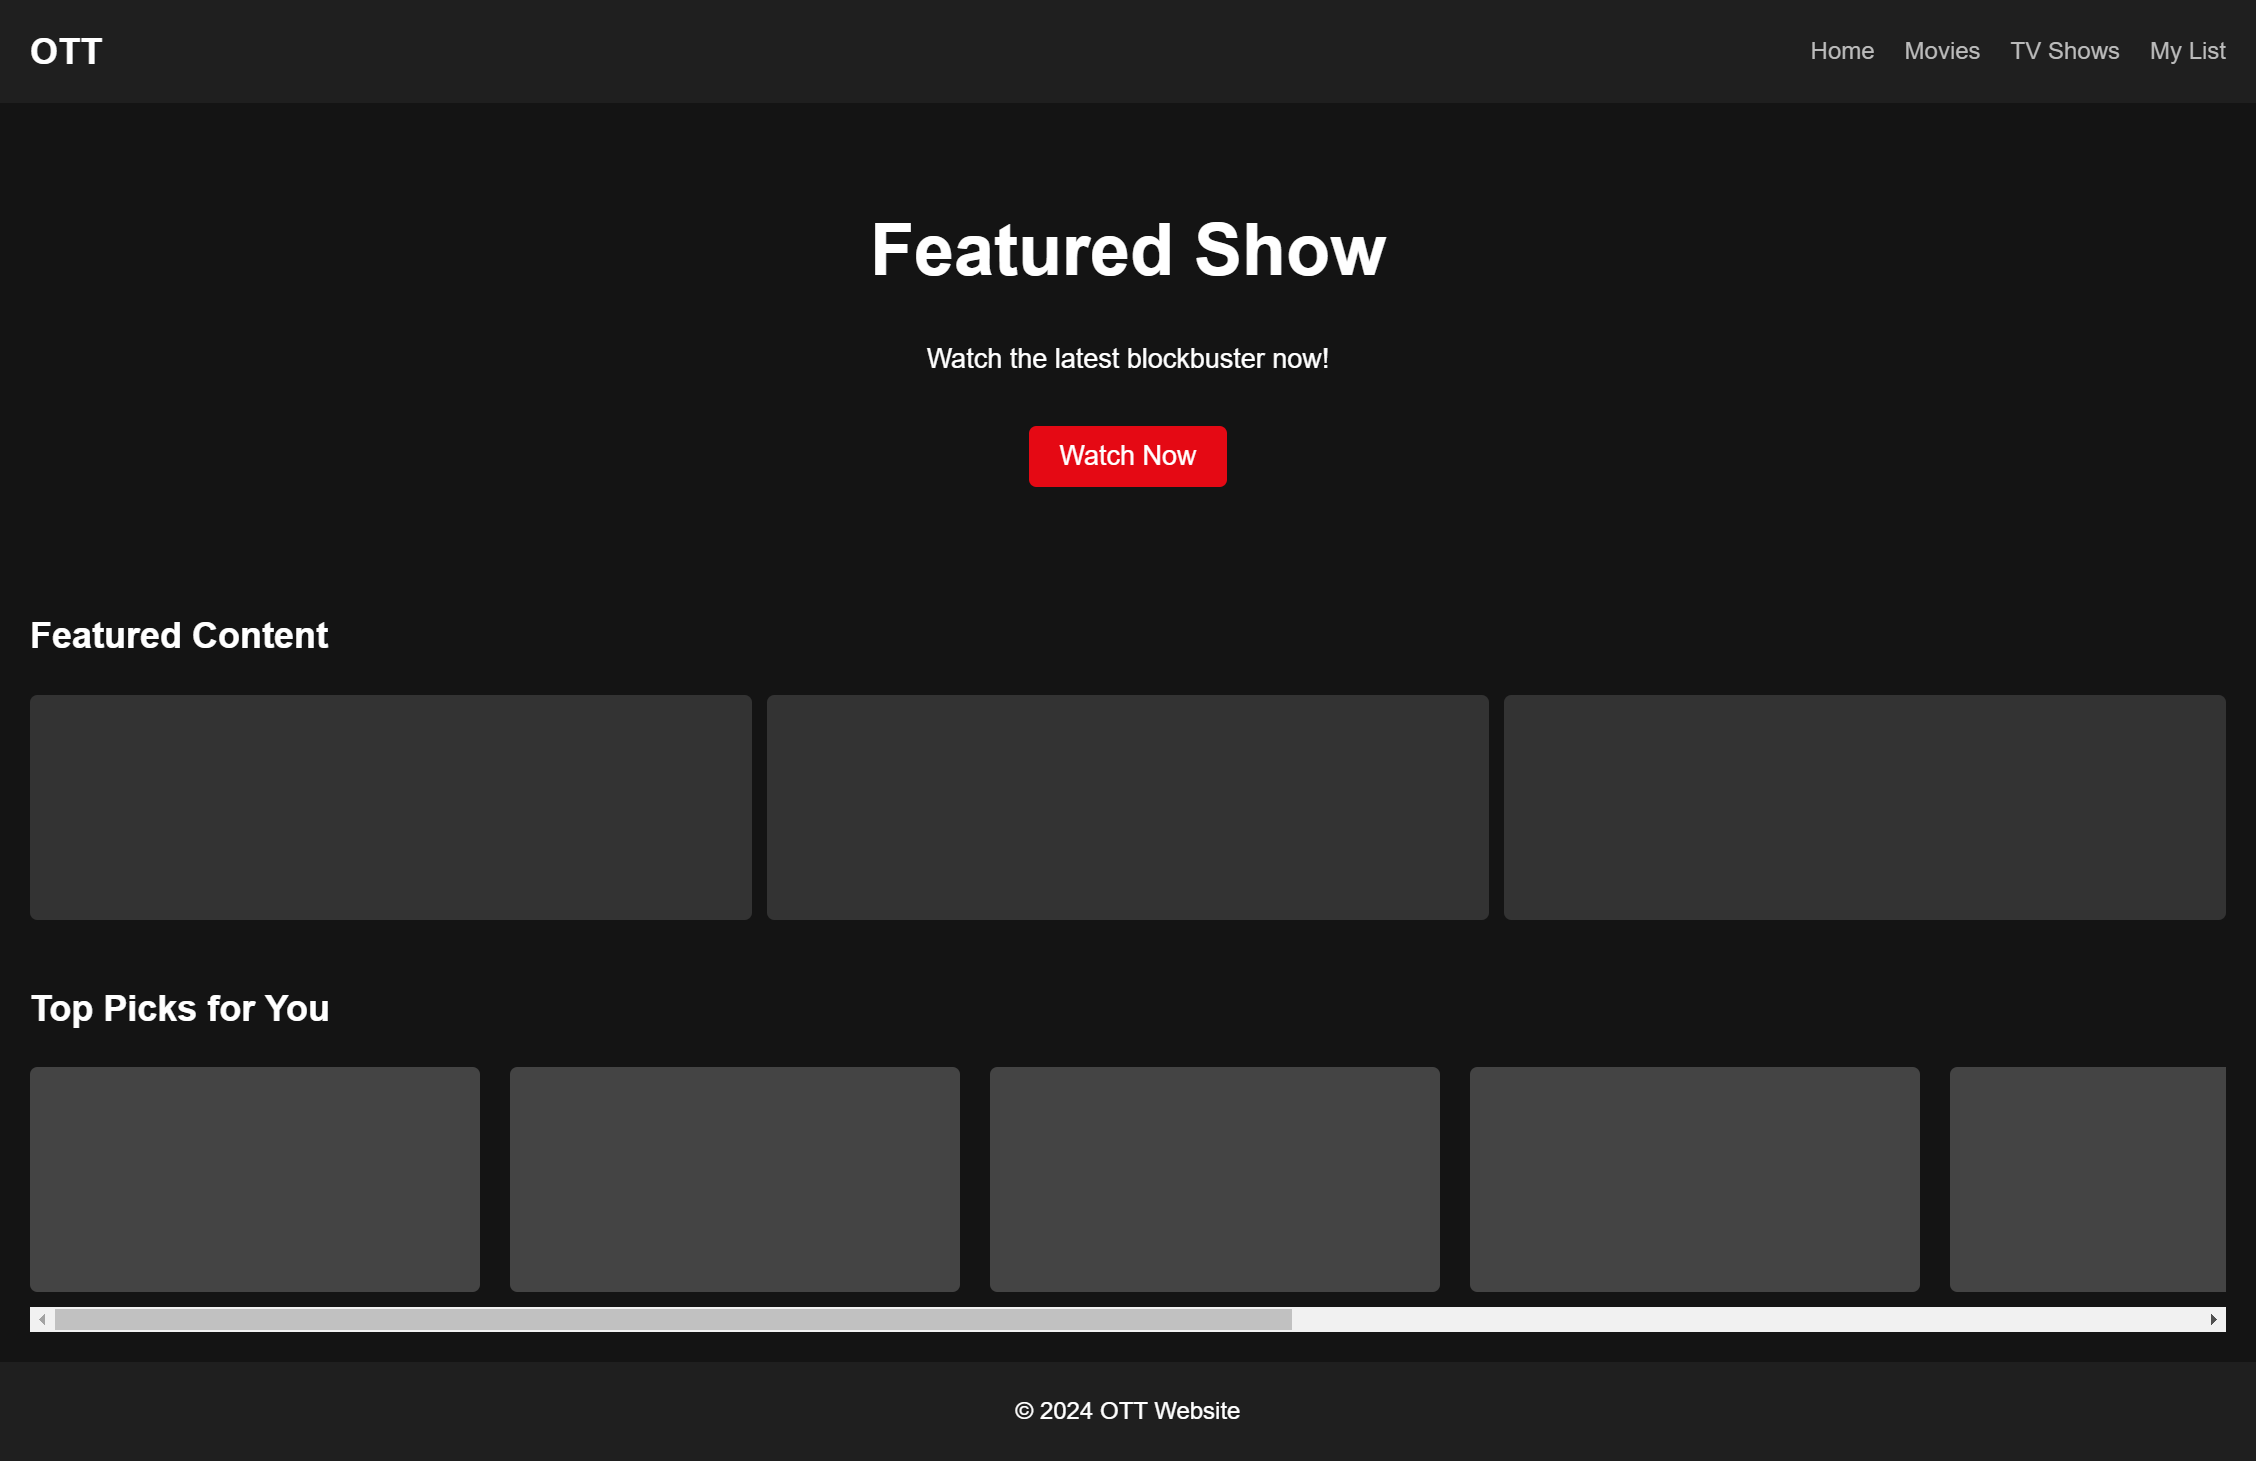 OTT
Home Movies TV Shows My List
Featured Show
Watch the latest blockbuster now!
Watch Now
Featured Content
Top Picks for You
© 2024 OTT Website